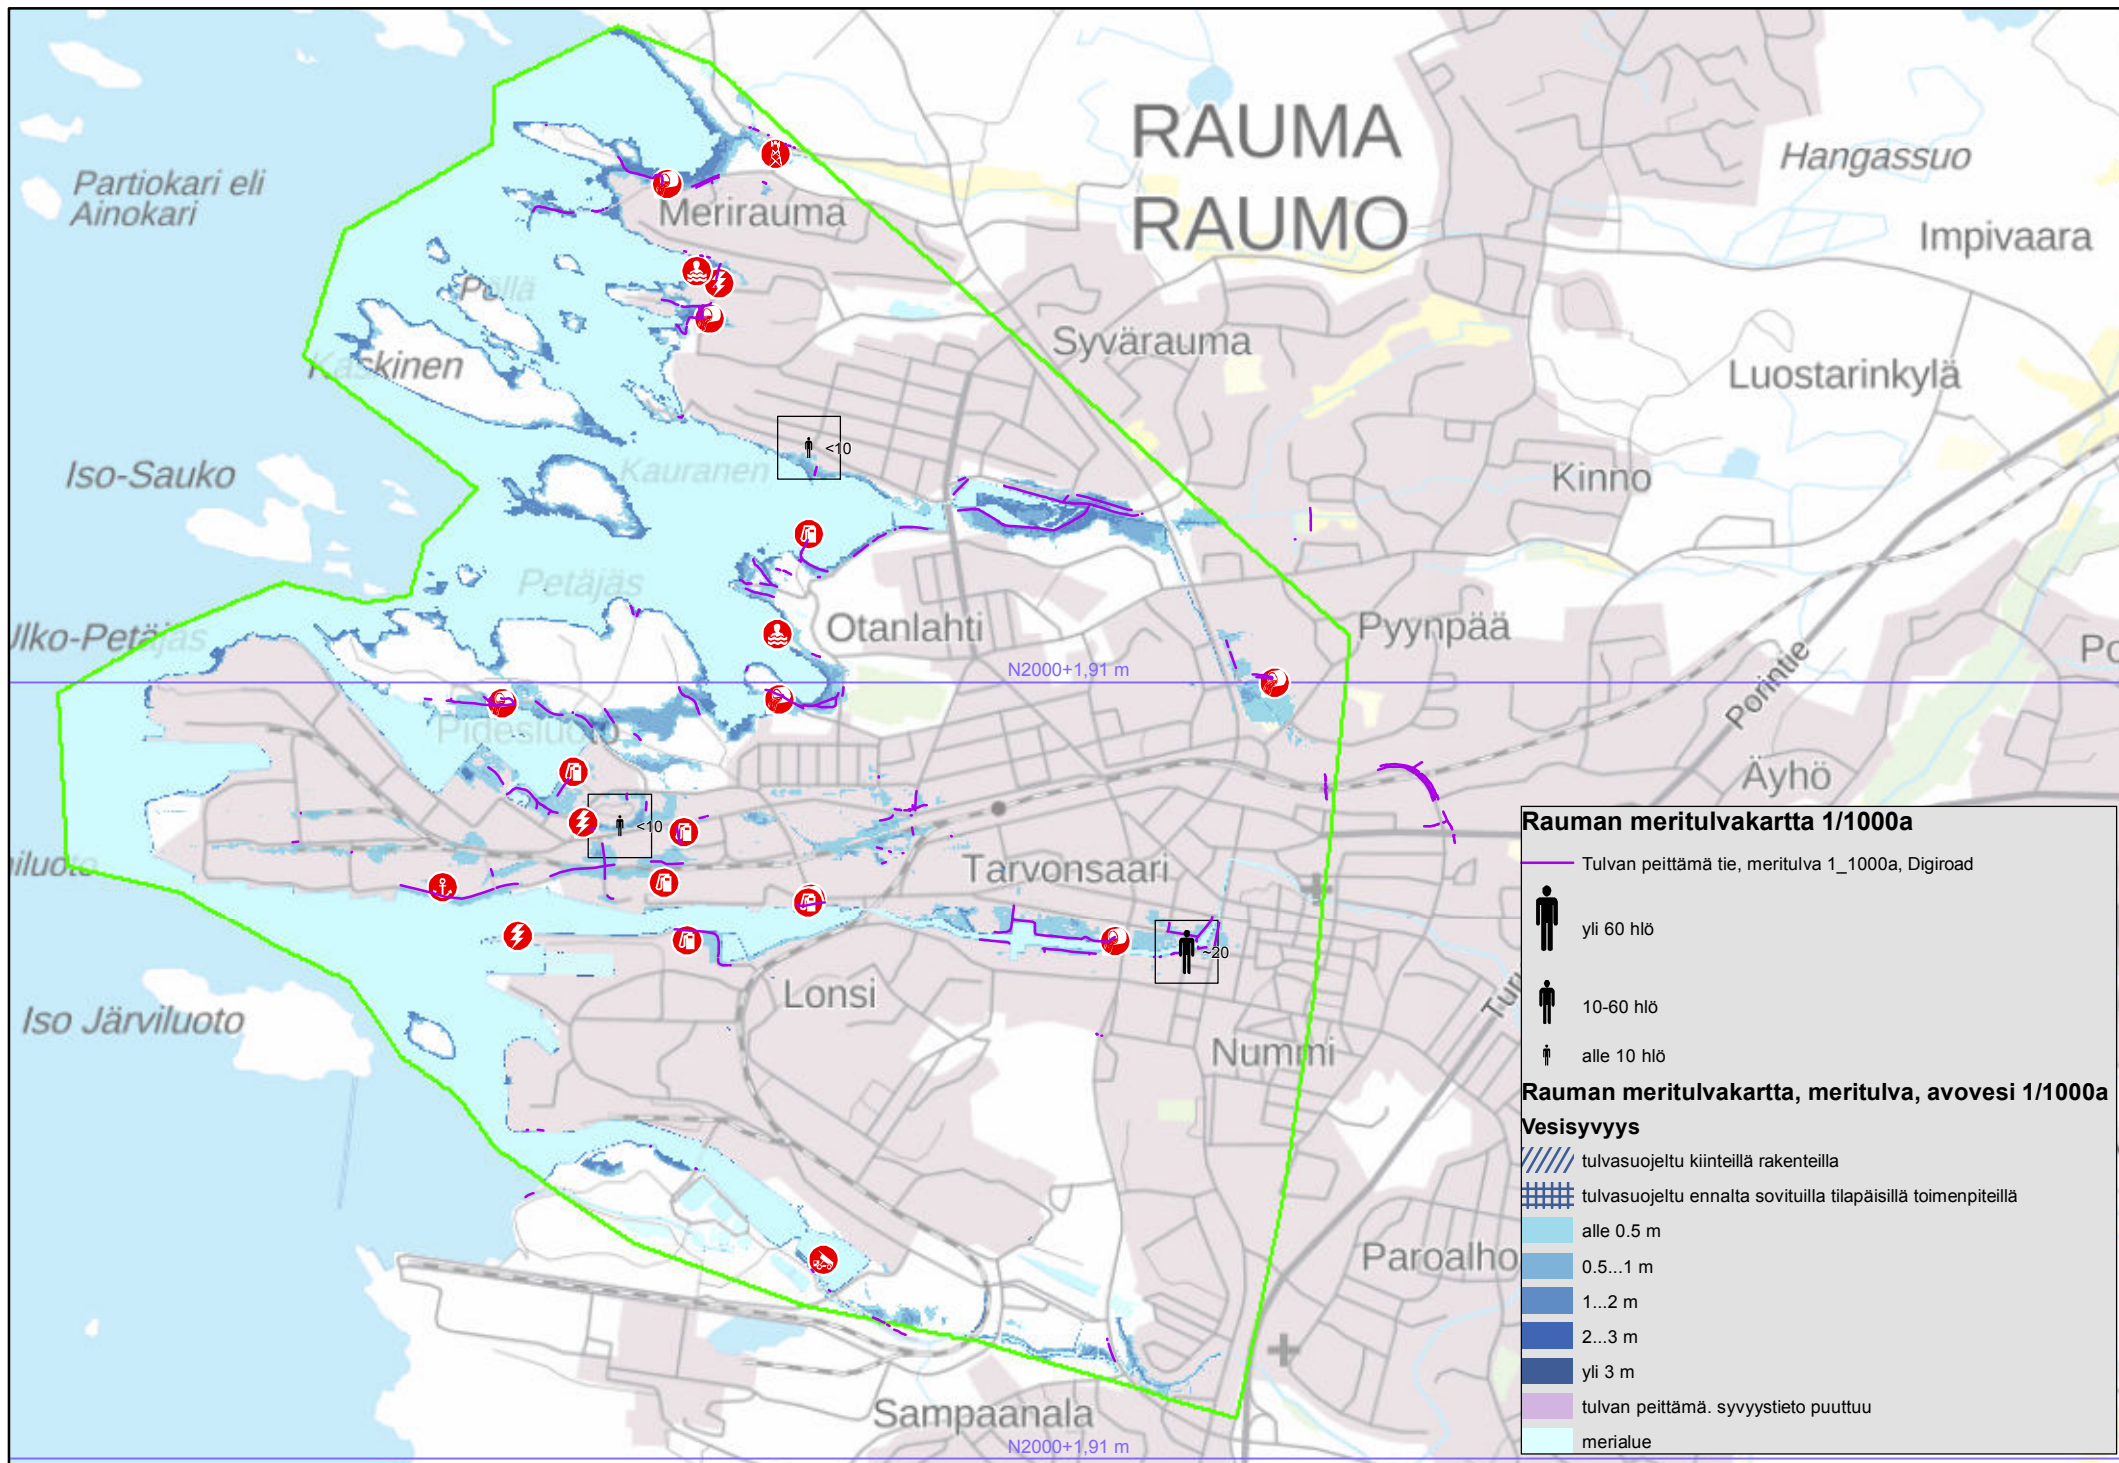 RAUMA
RAUMO
Hangassuo
Impivaara
Partiokari eli
Ainokari
Merirauma
Pöllä
Syvärauma
Kaskinen
Luostarinkylä
<10
Iso-Sauko
Kauranen
Kinno
Petäjäs
Otanlahti
Pyynpää
Ulko-Petäjäs
N2000+1,91 m
Porintie
Pidesluoto
Äyhö
<10
Tarvonsaari
~20
Lonsi
Iso Järviluoto
Nummi
Paroalho
Sampaanala
N2000+1,91 m
Rauman meritulvakartta 1/1000a
Tulvan peittämä tie, meritulva 1_1000a, Digiroad
yli 60 hlö
10-60 hlö
alle 10 hlö
Rauman meritulvakartta, meritulva, avovesi 1/1000a
Vesisyvyys
tulvasuojeltu kiinteillä rakenteilla
tulvasuojeltu ennalta sovituilla tilapäisillä toimenpiteillä
alle 0.5 m
0.5...1 m
1...2 m
2...3 m
yli 3 m
tulvan peittämä. syvyystieto puuttuu
merialue